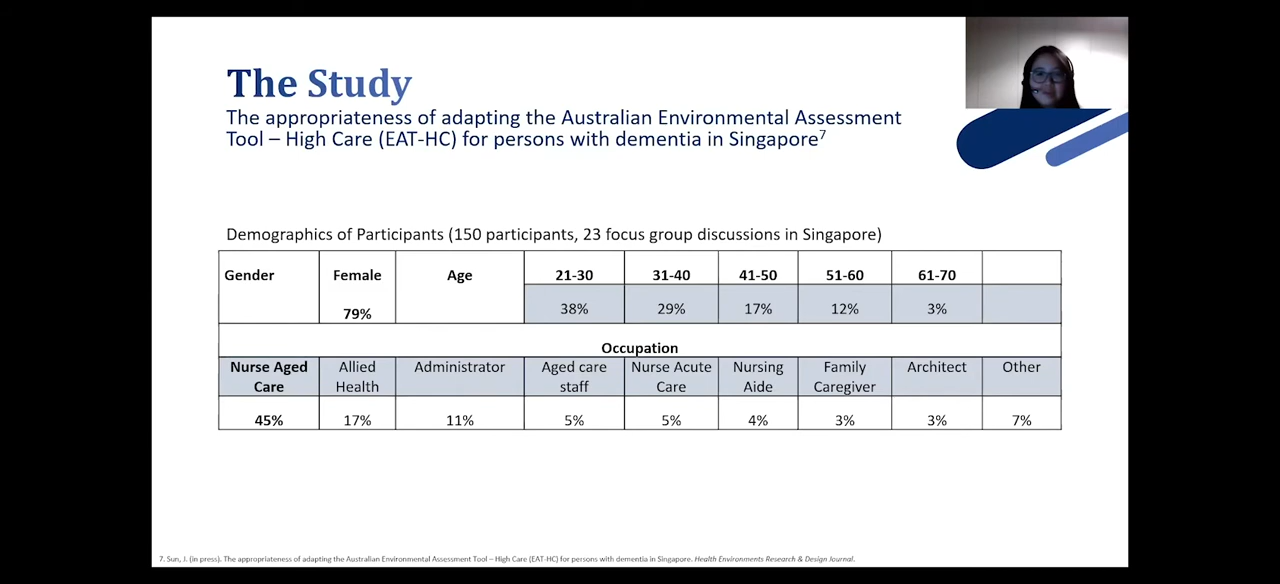 The Study
The appropriateness of adapting the Australian Environmental Assessment
Tool – High Care (EAT-HC) for persons with dementia in Singapore7
Demographics of Participants (150 participants, 23 focus group discussions in Singapore)
Gender Female Age 21-30 31-40 41-50 51-60 61-70
79% 38% 29% 17% 12% 3%
Occupation
Nurse Aged Care Allied Health Administrator Aged care staff Nurse Acute Care Nursing Aide Family Caregiver Architect Other
45% 17% 11% 5% 5% 4% 3% 3% 7%
7. Sun, J. (in press). The appropriateness of adapting the Australian Environmental Assessment Tool – High Care (EAT-HC) for persons with dementia in Singapore. Health Environments Research & Design Journal.